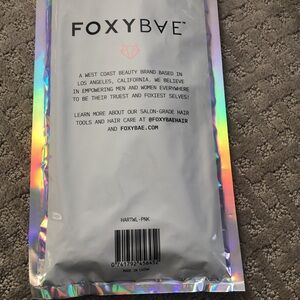 FOXYBAE™
A WEST COAST BEAUTY BRAND BASED IN
LOS ANGELES, CALIFORNIA. WE BELIEVE
IN EMPOWERING MEN AND WOMEN EVERYWHERE
TO BE THEIR TRUEST AND FOXIEST SELVES!
LEARN MORE ABOUT OUR SALON-GRADE HAIR
TOOLS AND HAIR CARE AT @FOXYBAEHAIR
AND FOXYBAE.COM
HARTWL-PNK
MADE IN CHINA